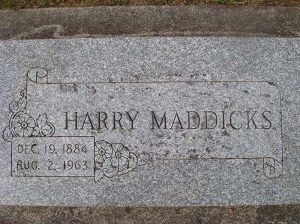 HARRY MADDICKS
DEC. 19, 1884
AUG. 2, 1963